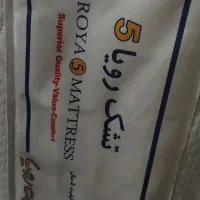 تشک رویا 5
ROYA 5 MATTRESS
Superior Quality-Value-Comfort